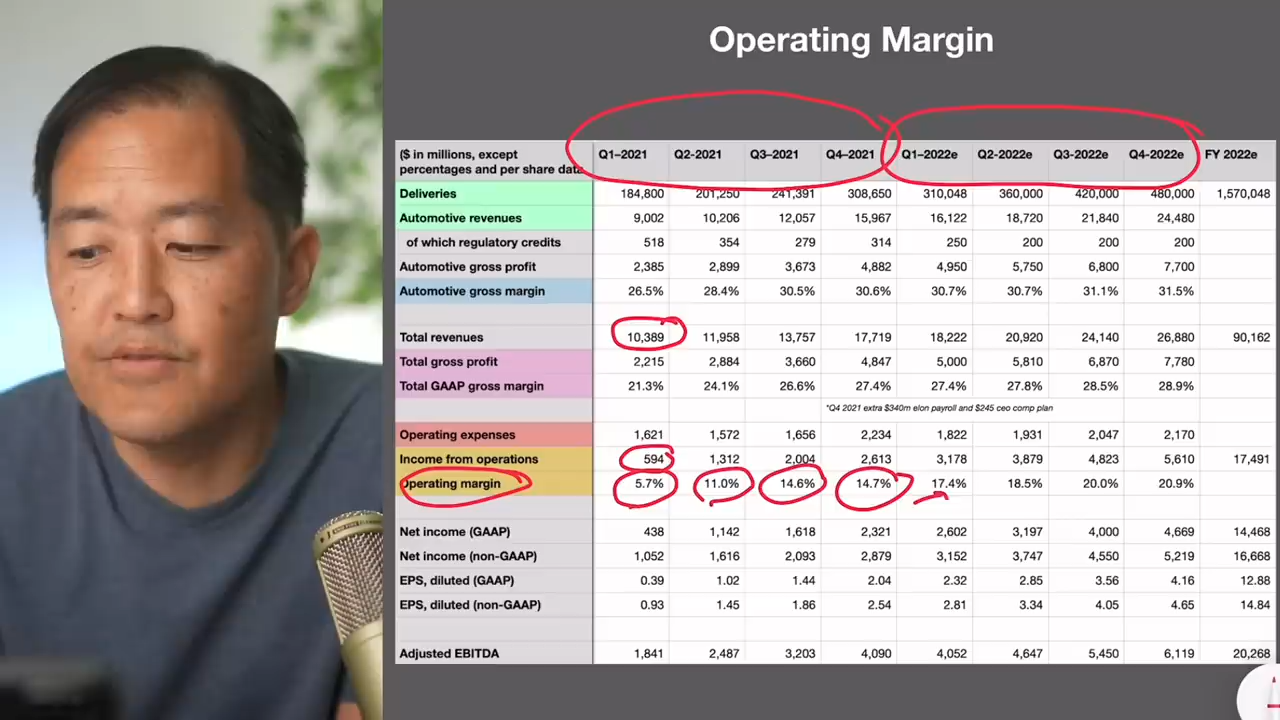 Operating Margin
($ in millions, except percentages and per share data Q1–2021 Q2-2021 Q3–2021 Q4–2021 Q1–2022e Q2-2022e Q3-2022e Q4-2022e FY 2022e
Deliveries 184,800 201,250 241,391 308,650 310,048 360,000 420,000 480,000 1,570,048
Automotive revenues 9,002 10,206 12,057 15,967 16,122 18,720 21,840 24,480
of which regulatory credits 518 354 279 314 250 200 200 200
Automotive gross profit 2,385 2,899 3,673 4,882 4,950 5,750 6,800 7,700
Automotive gross margin 26.5% 28.4% 30.5% 30.6% 30.7% 30.7% 31.1% 31.5%
Total revenues 10,389 11,958 13,757 17,719 18,222 20,920 24,140 26,880 90,162
Total gross profit 2,215 2,884 3,660 4,847 5,000 5,810 6,870 7,780
Total GAAP gross margin 21.3% 24.1% 26.6% 27.4% 27.4% 27.8% 28.5% 28.9%
*Q4 2021 extra $340m elon payroll and $245 ceo comp plan
Operating expenses 1,621 1,572 1,656 2,234 1,822 1,931 2,047 2,170
Income from operations 594 1,312 2,004 2,613 3,178 3,879 4,823 5,610 17,491
Operating margin 5.7% 11.0% 14.6% 14.7% 17.4% 18.5% 20.0% 20.9%
Net income (GAAP) 438 1,142 1,618 2,321 2,602 3,197 4,000 4,669 14,468
Net income (non-GAAP) 1,052 1,616 2,093 2,879 3,152 3,747 4,550 5,219 16,668
EPS, diluted (GAAP) 0.39 1.02 1.44 2.04 2.32 2.85 3.56 4.16 12.88
EPS, diluted (non-GAAP) 0.93 1.45 1.86 2.54 2.81 3.34 4.05 4.65 14.84
Adjusted EBITDA 1,841 2,487 3,203 4,090 4,052 4,647 5,450 6,119 20,268